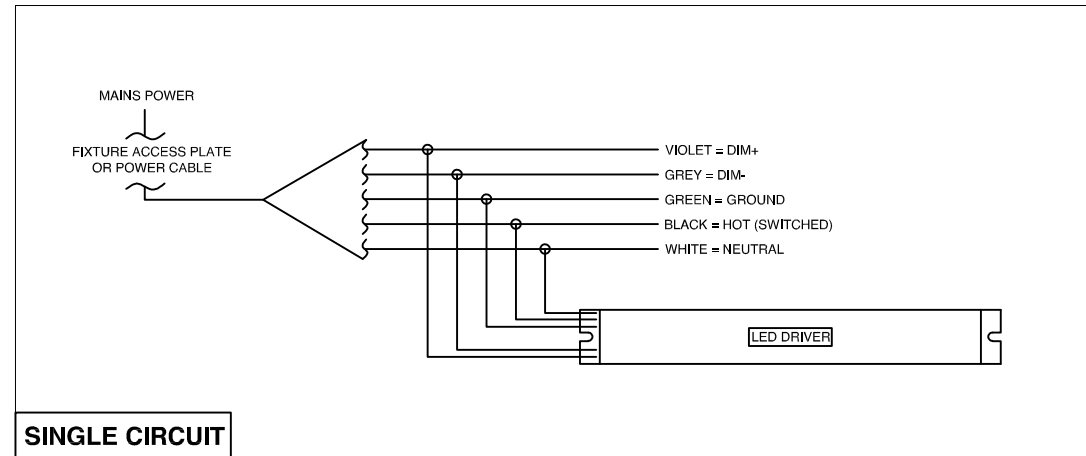 MAINS POWER
FIXTURE ACCESS PLATE
OR POWER CABLE
VIOLET = DIM+
GREY = DIM-
GREEN = GROUND
BLACK = HOT (SWITCHED)
WHITE = NEUTRAL
LED DRIVER
SINGLE CIRCUIT